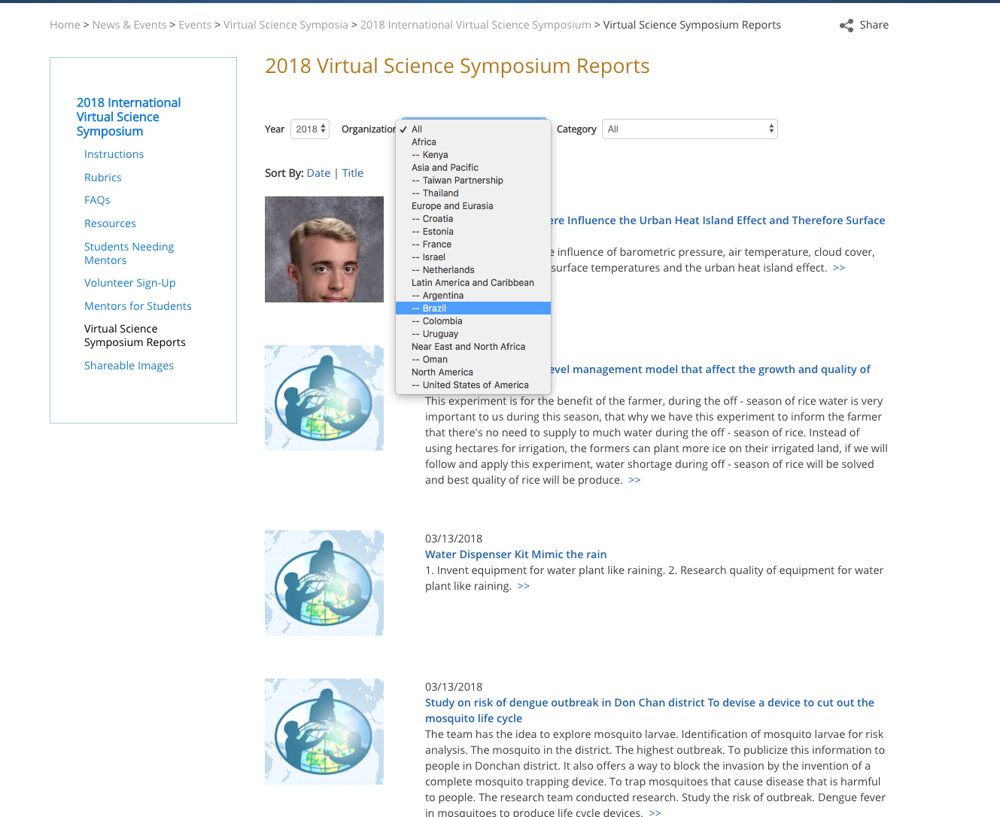 Home > News & Events > Events > Virtual Science Symposia > 2018 International Virtual Science Symposium > Virtual Science Symposium Reports
Share
2018 International
Virtual Science
Symposium
Instructions
Rubrics
FAQs
Resources
Students Needing
Mentors
Volunteer Sign-Up
Mentors for Students
Virtual Science
Symposium Reports
Shareable Images
2018 Virtual Science Symposium Reports
Year 2018 Organization Category All
✓ All
Africa
-- Kenya
Asia and Pacific
-- Taiwan Partnership
-- Thailand
Europe and Eurasia
-- Croatia
-- Estonia
-- France
-- Israel
-- Netherlands
Latin America and Caribbean
-- Argentina
-- Brazil
-- Colombia
-- Uruguay
Near East and North Africa
-- Oman
North America
-- United States of America
Sort By: Date | Title
Influence the Urban Heat Island Effect and Therefore Surface
influence of barometric pressure, air temperature, cloud cover,
surface temperatures and the urban heat island effect. >>
management model that affect the growth and quality of
This experiment is for the benefit of the farmer, during the off - season of rice water is very
important to us during this season, that why we have this experiment to inform the farmer
that there's no need to supply to much water during the off - season of rice. Instead of
using hectares for irrigation, the formers can plant more ice on their irrigated land, if we will
follow and apply this experiment, water shortage during off - season of rice will be solved
and best quality of rice will be produce. >>
03/13/2018
Water Dispenser Kit Mimic the rain
1. Invent equipment for water plant like raining. 2. Research quality of equipment for water
plant like raining. >>
03/13/2018
Study on risk of dengue outbreak in Don Chan district To devise a device to cut out the
mosquito life cycle
The team has the idea to explore mosquito larvae. Identification of mosquito larvae for risk
analysis. The mosquito in the district. The highest outbreak. To publicize this information to
people in Donchan district. It also offers a way to block the invasion by the invention of a
complete mosquito trapping device. To trap mosquitoes that cause disease that is harmful
to people. The research team conducted research. Study the risk of outbreak. Dengue fever
in mosquitoes to produce life cycle devices. >>